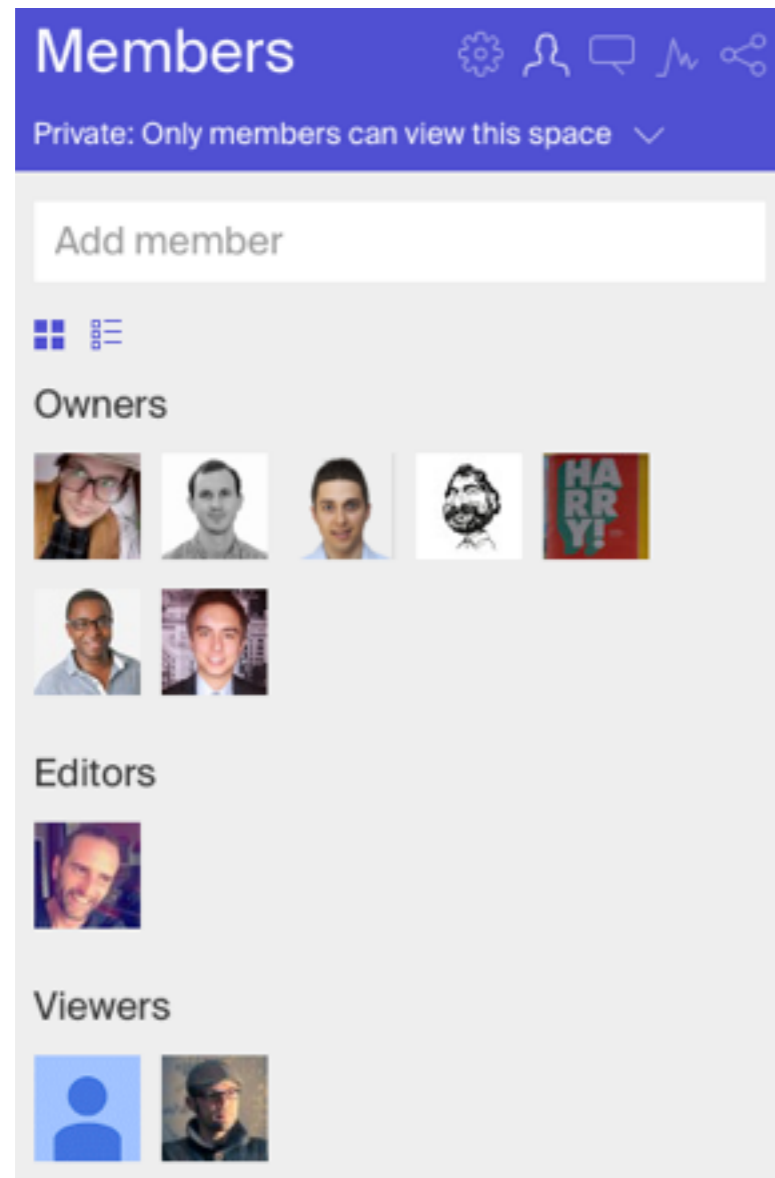 Members
Private: Only members can view this space
Add member
Owners
HA
RR
Y!
Editors
Viewers